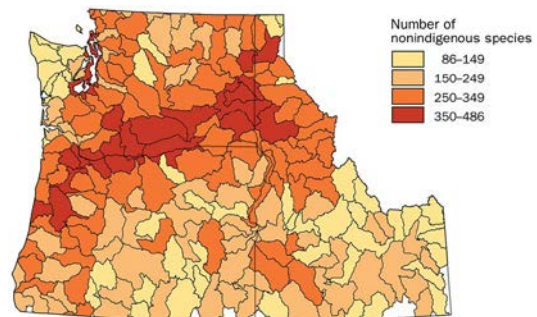 Number of
nonindigenous species
86–149
150–249
250–349
350–486